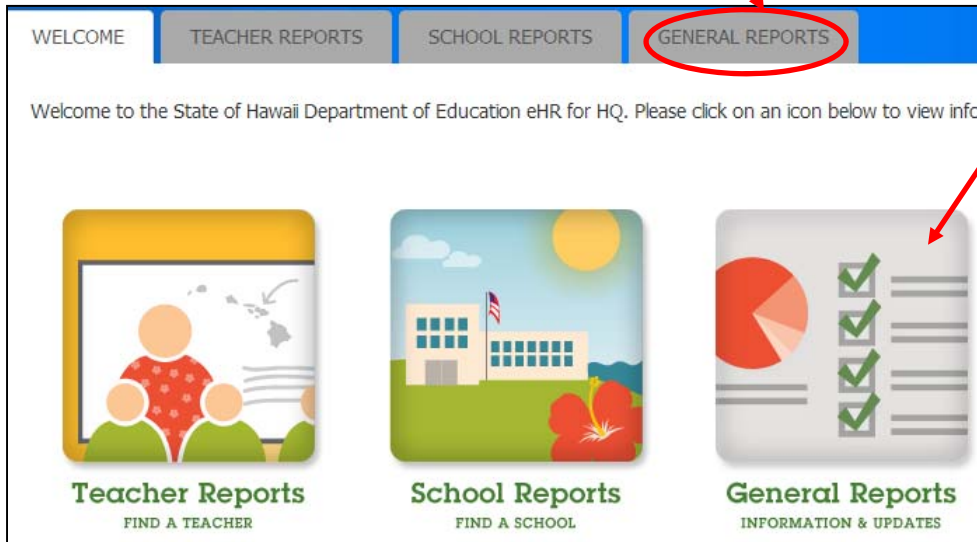 WELCOME TEACHER REPORTS SCHOOL REPORTS GENERAL REPORTS
Welcome to the State of Hawaii Department of Education eHR for HQ. Please click on an icon below to view info
Teacher Reports School Reports General Reports
FIND A TEACHER FIND A SCHOOL INFORMATION & UPDATES